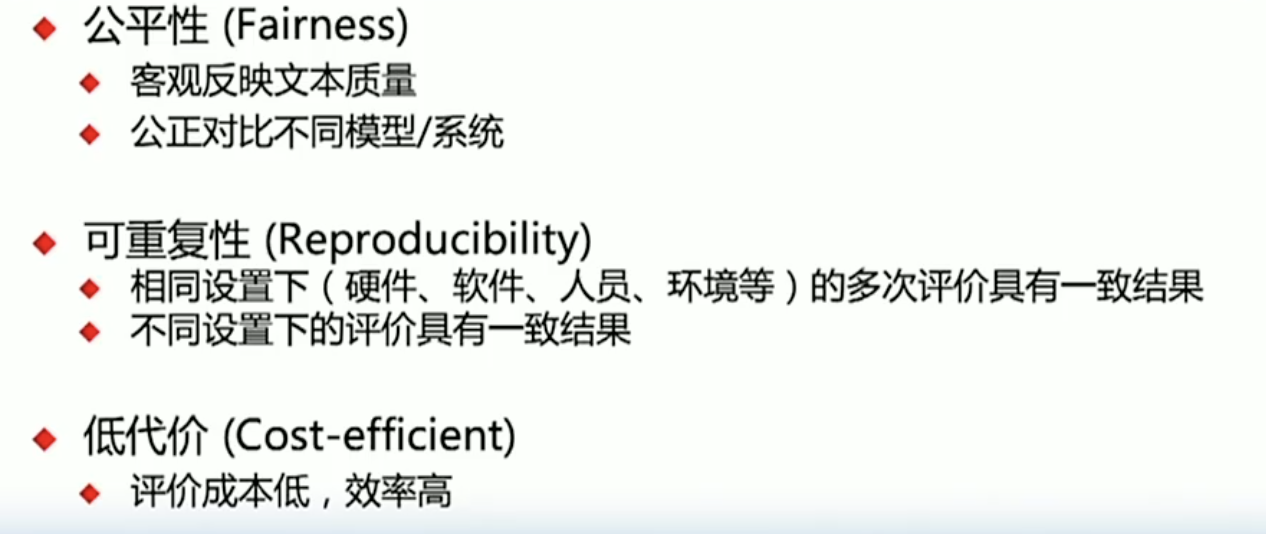 公平性 (Fairness)
客观反映文本质量
公正对比不同模型/系统
可重复性 (Reproducibility)
相同设置下（硬件、软件、人员、环境等）的多次评价具有一致结果
不同设置下的评价具有一致结果
低代价 (Cost-efficient)
评价成本低，效率高